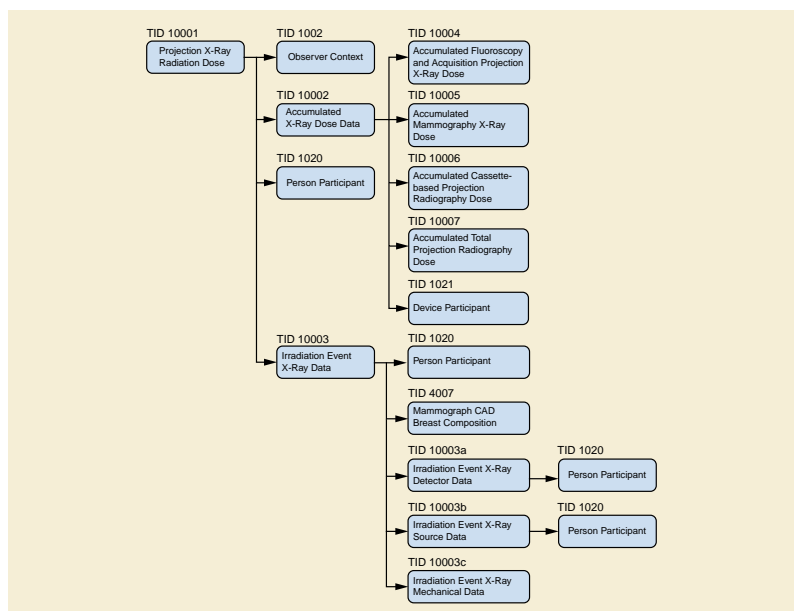 TID 10001
Projection X-Ray
Radiation Dose
TID 1002
Observer Context
TID 10002
Accumulated
X-Ray Dose Data
TID 1020
Person Participant
TID 10003
Irradiation Event
X-Ray Data
TID 10004
Accumulated Fluoroscopy
and Acquisition Projection
X-Ray Dose
TID 10005
Accumulated
Mammography X-Ray
Dose
TID 10006
Accumulated Cassette-
based Projection
Radiography Dose
TID 10007
Accumulated Total
Projection Radiography
Dose
TID 1021
Device Participant
TID 1020
Person Participant
TID 4007
Mammograph CAD
Breast Composition
TID 10003a
Irradiation Event X-Ray
Detector Data
TID 1020
Person Participant
TID 10003b
Irradiation Event X-Ray
Source Data
TID 1020
Person Participant
TID 10003c
Irradiation Event X-Ray
Mechanical Data